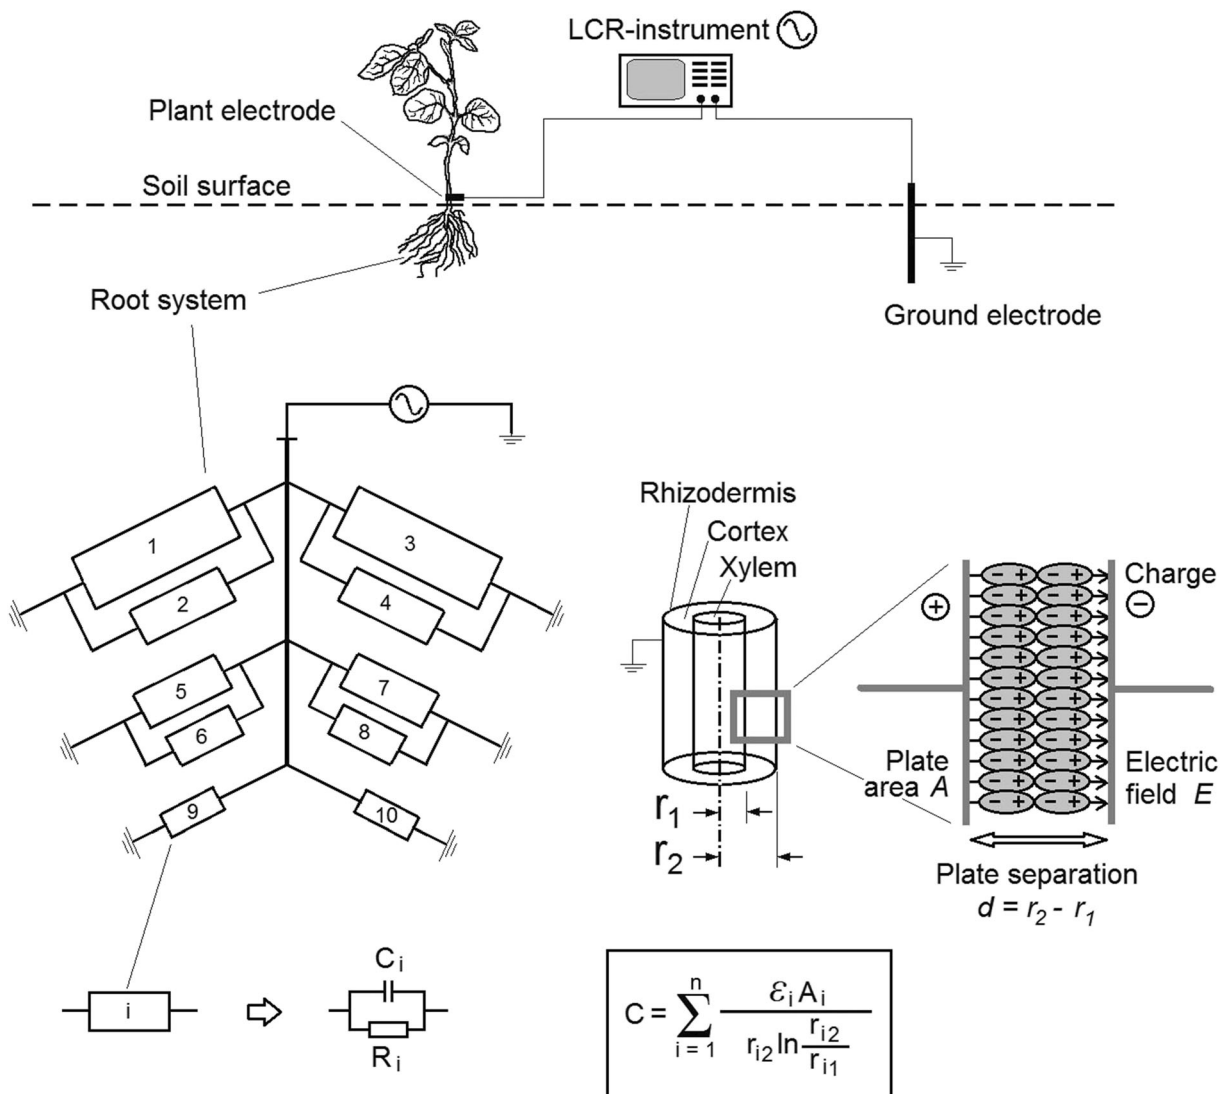 LCR-instrument
Plant electrode
Soil surface
Root system
Ground electrode
1
2
3
4
5
6
7
8
9
10
Rhizodermis
Cortex
Xylem
r1
r2
+
Charge
−
Plate
area A
Electric
field E
- + - +
- + - +
- + - +
- + - +
- + - +
- + - +
- + - +
- + - +
- + - +
- + - +
- + - +
- + - +
Plate separation
d = r2 - r1
i
Ci
Ri
C = n ∑ i = 1 εi Ai / ri2 ln ri2 / ri1